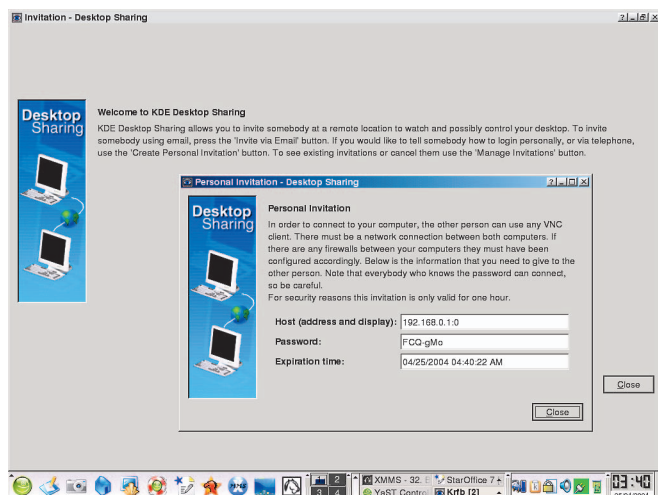 Invitation - Desktop Sharing
Desktop
Sharing
Welcome to KDE Desktop Sharing
KDE Desktop Sharing allows you to invite somebody at a remote location to watch and possibly control your desktop. To invite
somebody using email, press the 'Invite via Email' button. If you would like to tell somebody how to login personally, or via telephone,
use the 'Create Personal Invitation' button. To see existing invitations or cancel them use the 'Manage Invitations' button.
Personal Invitation - Desktop Sharing
Desktop
Sharing
Personal Invitation
In order to connect to your computer, the other person can use any VNC
client. There must be a network connection between both computers. If
there are any firewalls between your computers they must have been
configured accordingly. Below is the information that you need to give to the
other person. Note that everybody who knows the password can connect,
so be careful.
For security reasons this invitation is only valid for one hour.
Host (address and display): 192.168.0.1:0
Password: FCQ-gMo
Expiration time: 04/25/2004 04:40:22 AM
Close
Close
1 2
3 4
XMMS - 32. E
StarOffice 7
YaST Control
Krfb [2]
03:40